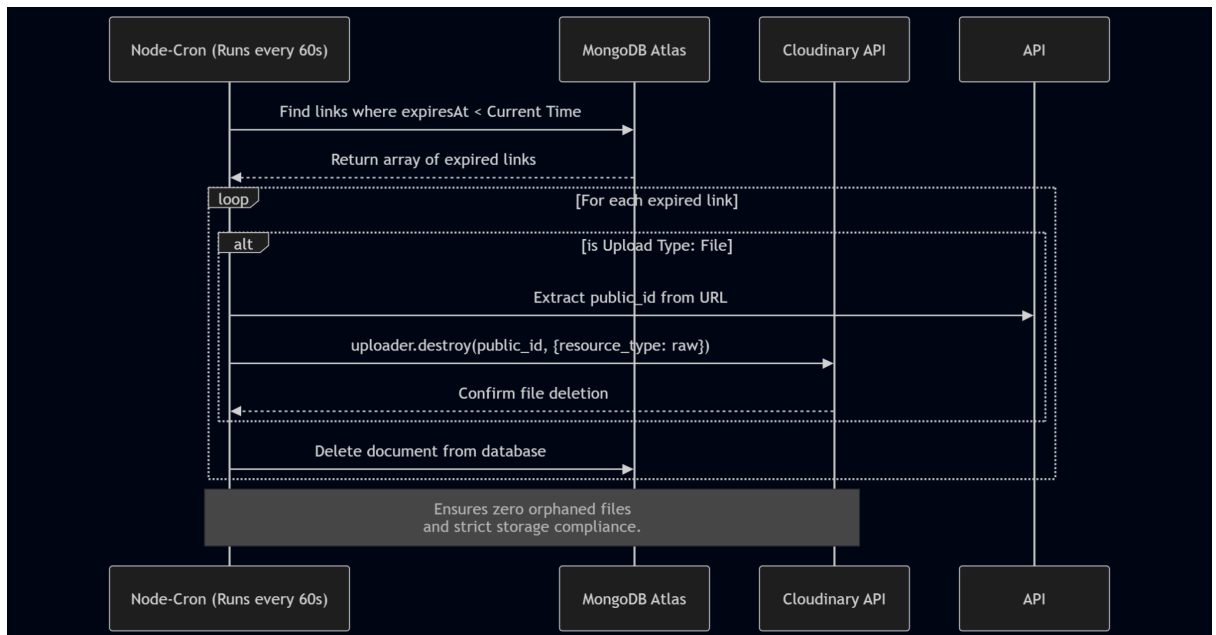 Node-Cron (Runs every 60s)
MongoDB Atlas
Cloudinary API
API
Find links where expiresAt < Current Time
Return array of expired links
loop
[For each expired link]
alt
[is Upload Type: File]
Extract public_id from URL
uploader.destroy(public_id, {resource_type: raw})
Confirm file deletion
Delete document from database
Ensures zero orphaned files
and strict storage compliance.
Node-Cron (Runs every 60s)
MongoDB Atlas
Cloudinary API
API